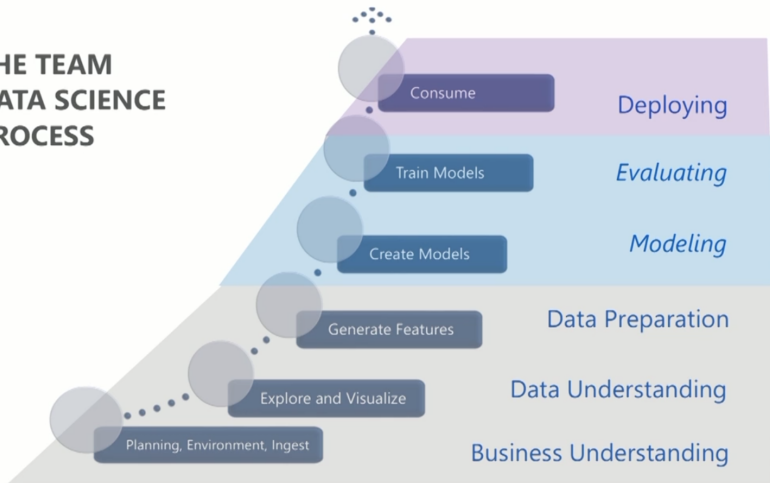 HE TEAM
ATA SCIENCE
ROCESS
Consume
Deploying
Train Models
Evaluating
Create Models
Modeling
Generate Features
Data Preparation
Explore and Visualize
Data Understanding
Planning, Environment, Ingest
Business Understanding